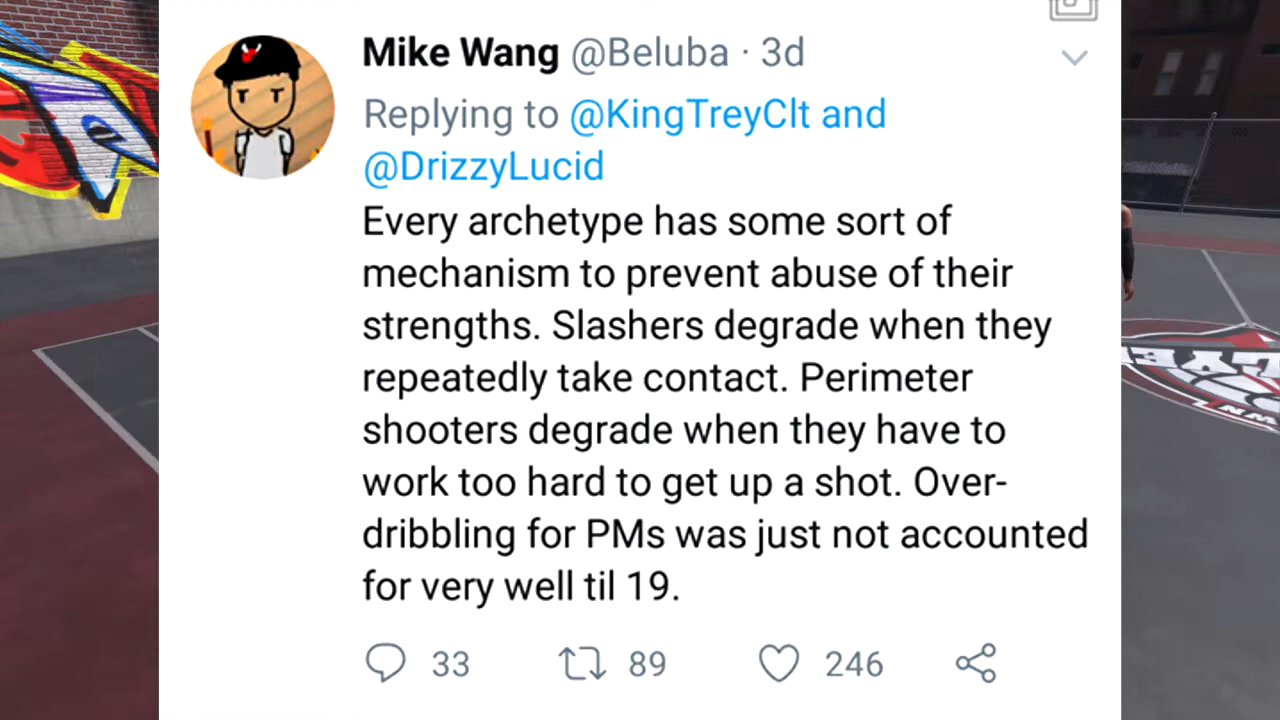 Mike Wang @Beluba · 3d
Replying to @KingTreyClt and
@DrizzyLucid
Every archetype has some sort of
mechanism to prevent abuse of their
strengths. Slashers degrade when they
repeatedly take contact. Perimeter
shooters degrade when they have to
work too hard to get up a shot. Over-
dribbling for PMs was just not accounted
for very well til 19.
33 89 246